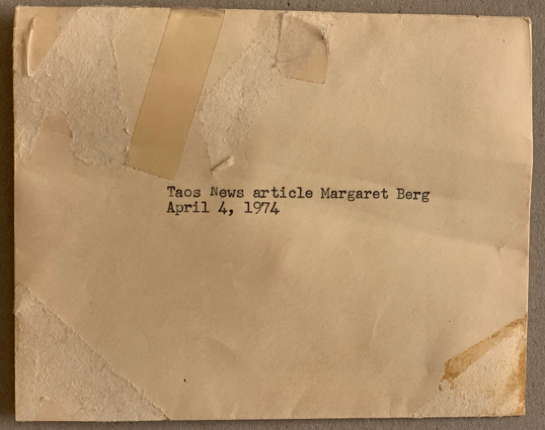 Taos News article Margaret Berg
April 4, 1974